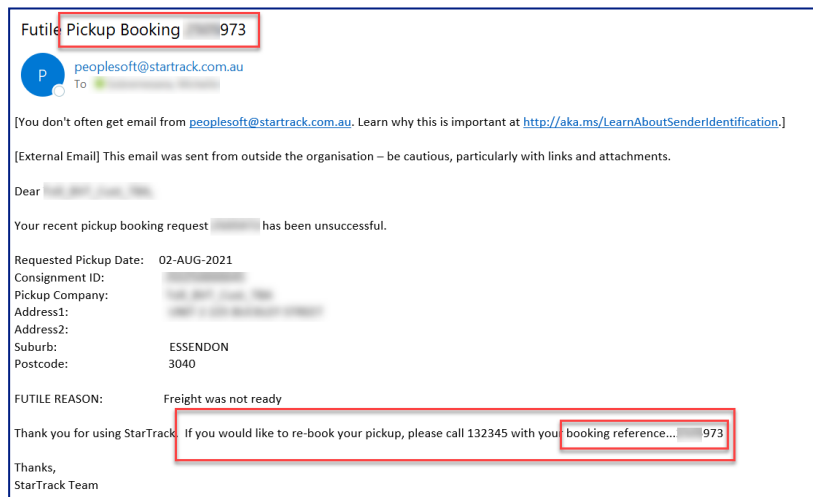 Futile Pickup Booking 973
P
peoplesoft@startrack.com.au
To
[You don't often get email from peoplesoft@startrack.com.au. Learn why this is important at http://aka.ms/LearnAboutSenderIdentification.]
[External Email] This email was sent from outside the organisation – be cautious, particularly with links and attachments.
Dear
Your recent pickup booking request has been unsuccessful.
Requested Pickup Date: 02-AUG-2021
Consignment ID:
Pickup Company:
Address1:
Address2:
Suburb: ESSENDON
Postcode: 3040
FUTILE REASON: Freight was not ready
Thank you for using StarTrack. If you would like to re-book your pickup, please call 132345 with your booking reference... 973
Thanks,
StarTrack Team